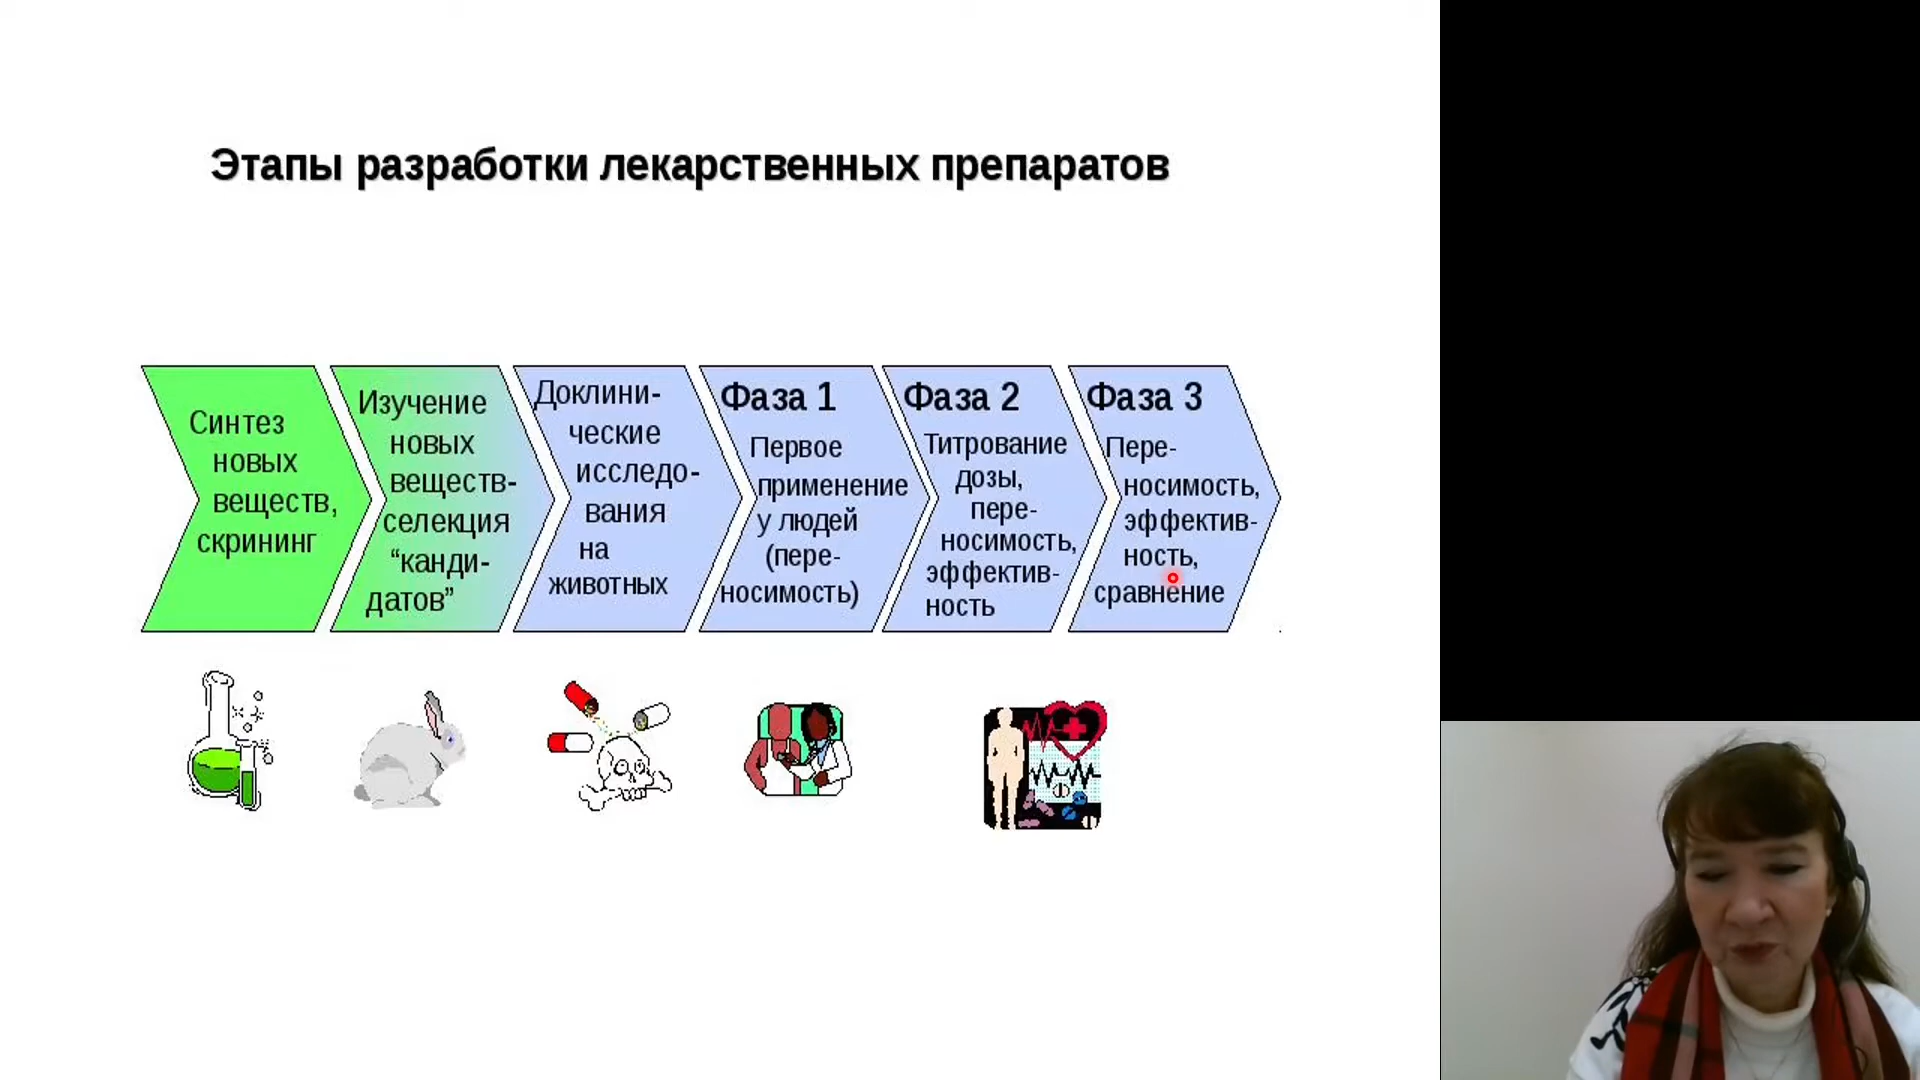 Этапы разработки лекарственных препаратов
Синтез
новых
веществ,
скрининг
Изучение
новых
веществ-
селекция
“канди-
датов”
Доклини-
ческие
исследо-
вания
на
животных
Фаза 1
Первое
применение
у людей
(пере-
носимость)
Фаза 2
Титрование
дозы,
пере-
носимость,
эффектив-
ность
Фаза 3
Пере-
носимость,
эффектив-
ность,
сравнение